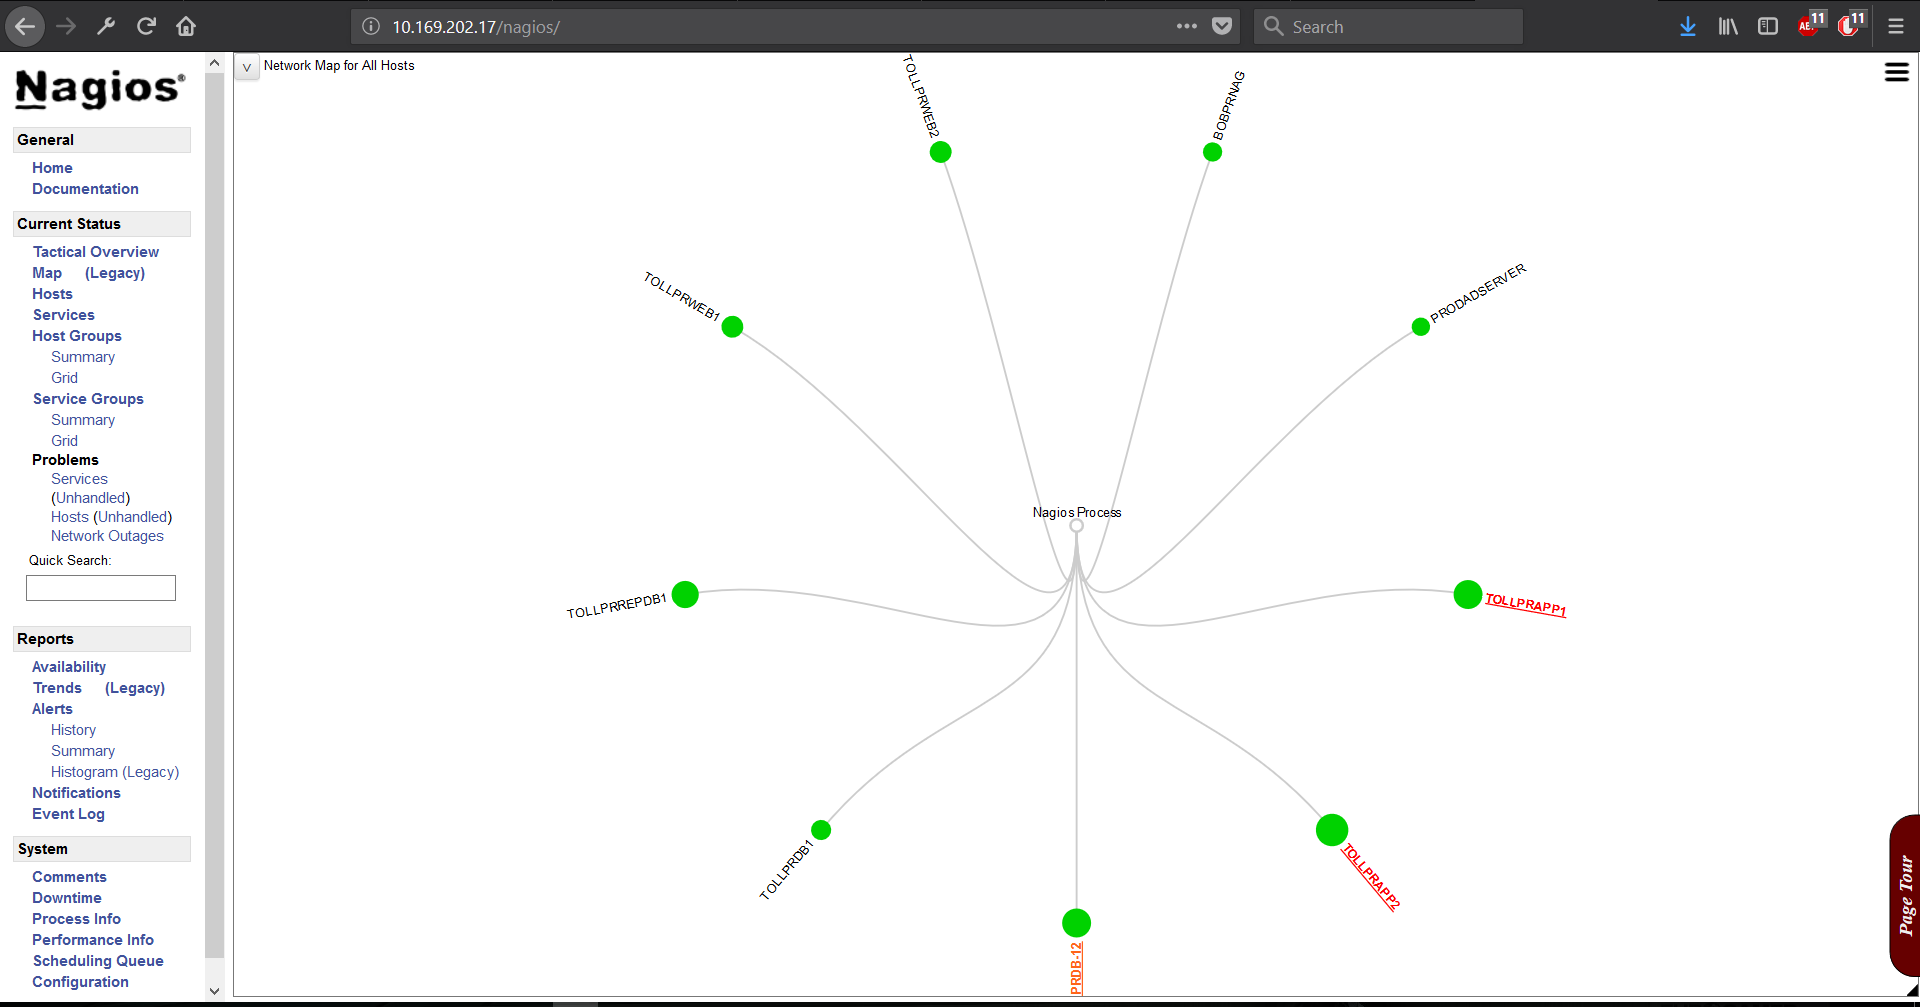 10.169.202.17/nagios/
Search
11
11
ABP
Nagios®
General
Home
Documentation
Current Status
Tactical Overview
Map (Legacy)
Hosts
Services
Host Groups
Summary
Grid
Service Groups
Summary
Grid
Problems
Services
(Unhandled)
Hosts (Unhandled)
Network Outages
Quick Search:
Reports
Availability
Trends (Legacy)
Alerts
History
Summary
Histogram (Legacy)
Notifications
Event Log
System
Comments
Downtime
Process Info
Performance Info
Scheduling Queue
Configuration
Network Map for All Hosts
TOLLPRWEB2
BOBPRNAG
TOLLPRWEB1
PRODADSERVER
Nagios Process
TOLLPRREPDB1
TOLLPRAPP1
TOLLPRDB1
TOLLPRAPP2
PRDB-12
Page Tour